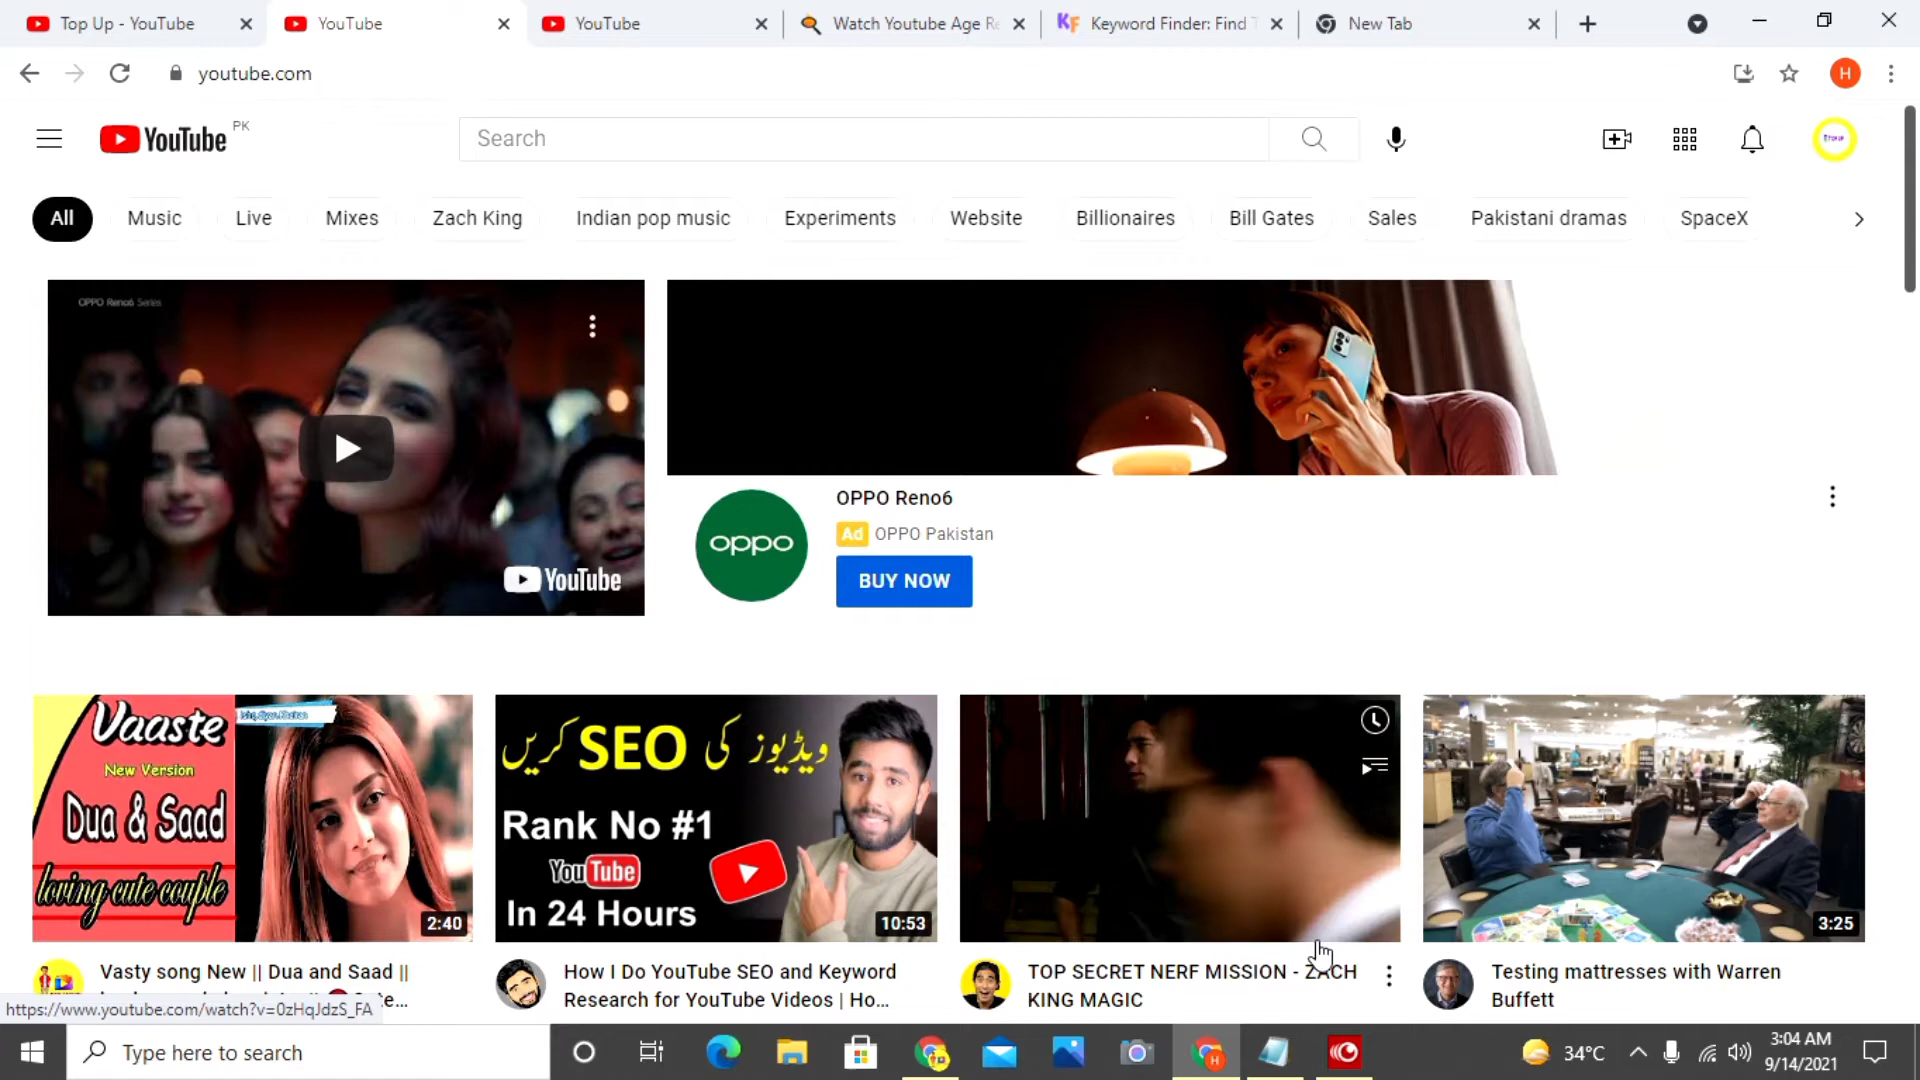 Top Up - YouTube
YouTube
YouTube
Watch Youtube Age Re
Keyword Finder: Find T
New Tab
youtube.com
H
YouTube PK
Search
All
Music
Live
Mixes
Zach King
Indian pop music
Experiments
Website
Billionaires
Bill Gates
Sales
Pakistani dramas
SpaceX
OPPO Reno6 Series
YouTube
OPPO Reno6
oppo
Ad OPPO Pakistan
BUY NOW
Vaaste
New Version
Dua & Saad
loving cute couple
2:40
ویڈیوز کی SEO کریں
Rank No #1
YouTube
In 24 Hours
10:53
3:25
Vasty song New || Dua and Saad ||
How I Do YouTube SEO and Keyword
Research for YouTube Videos | Ho...
TOP SECRET NERF MISSION - ZACH
KING MAGIC
Testing mattresses with Warren
Buffett
https://www.youtube.com/watch?v=0zHqJdzS_FA
Type here to search
34°C
3:04 AM
9/14/2021